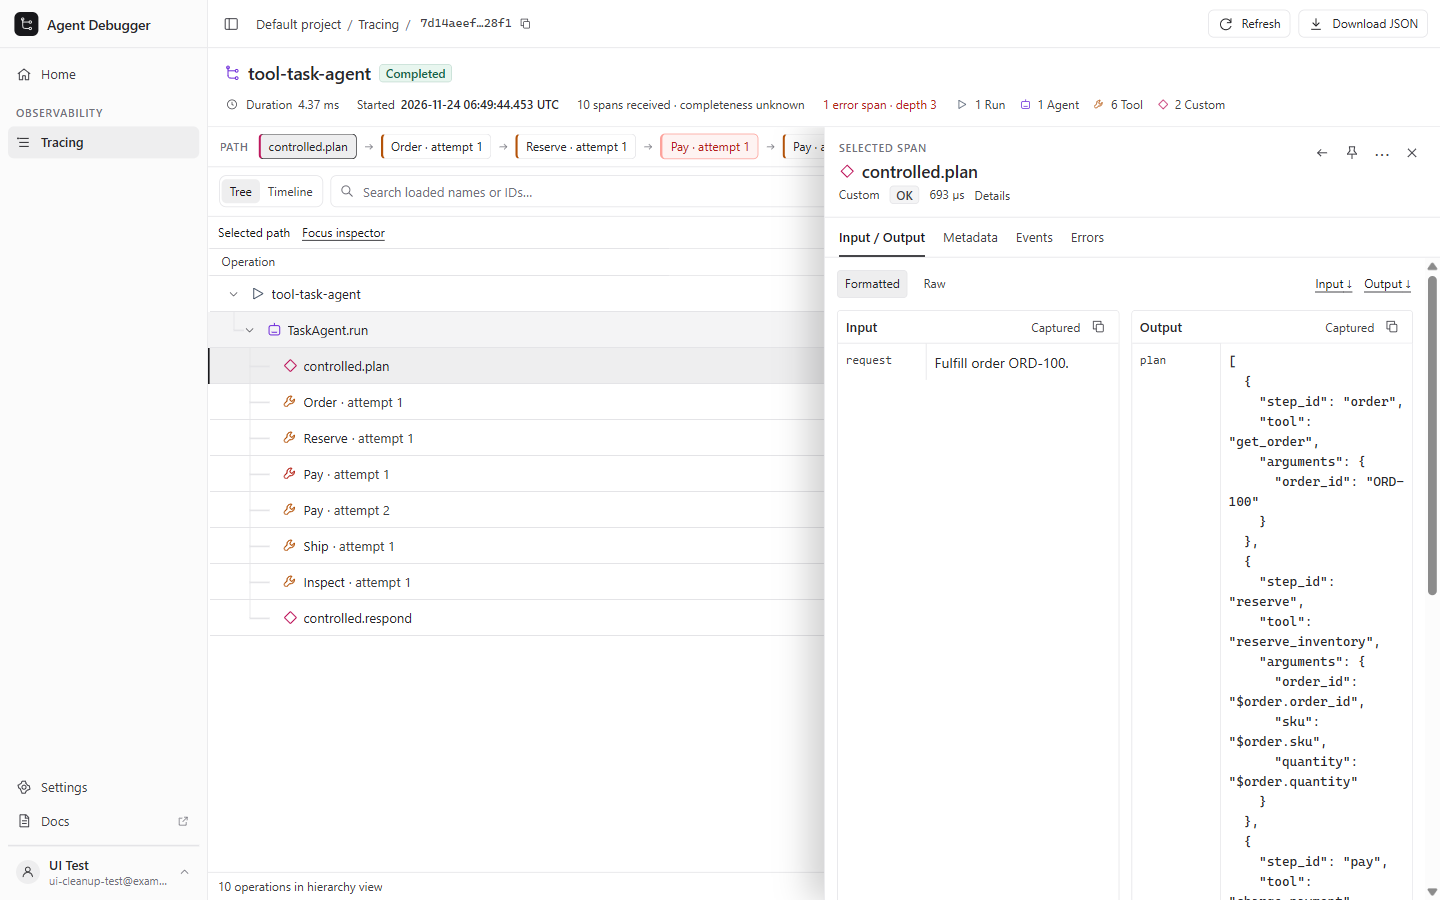 Agent Debugger
Home
OBSERVABILITY
Tracing
Settings
Docs
UI Test
ui-cleanup-test@exam...
Default project / Tracing / 7d14aeef…28f1
Refresh
Download JSON
tool-task-agent Completed
Duration 4.37 ms Started 2026-11-24 06:49:44.453 UTC 10 spans received · completeness unknown 1 error span · depth 3 1 Run 1 Agent 6 Tool 2 Custom
PATH controlled.plan → Order · attempt 1 → Reserve · attempt 1 → Pay · attempt 1 → Pay · a
Tree Timeline Search loaded names or IDs...
Selected path Focus inspector
Operation
tool-task-agent
TaskAgent.run
controlled.plan
Order · attempt 1
Reserve · attempt 1
Pay · attempt 1
Pay · attempt 2
Ship · attempt 1
Inspect · attempt 1
controlled.respond
10 operations in hierarchy view
SELECTED SPAN
controlled.plan
Custom OK 693 µs Details
Input / Output Metadata Events Errors
Formatted Raw Input ↓ Output ↓
Input Captured
request Fulfill order ORD-100.
Output Captured
plan [
{
"step_id": "order",
"tool":
"get_order",
"arguments": {
"order_id": "ORD-
100"
}
},
{
"step_id":
"reserve",
"tool":
"reserve_inventory",
"arguments": {
"order_id":
"$order.order_id",
"sku":
"$order.sku",
"quantity":
"$order.quantity"
}
},
{
"step_id": "pay",
"tool":
"charge_payment"